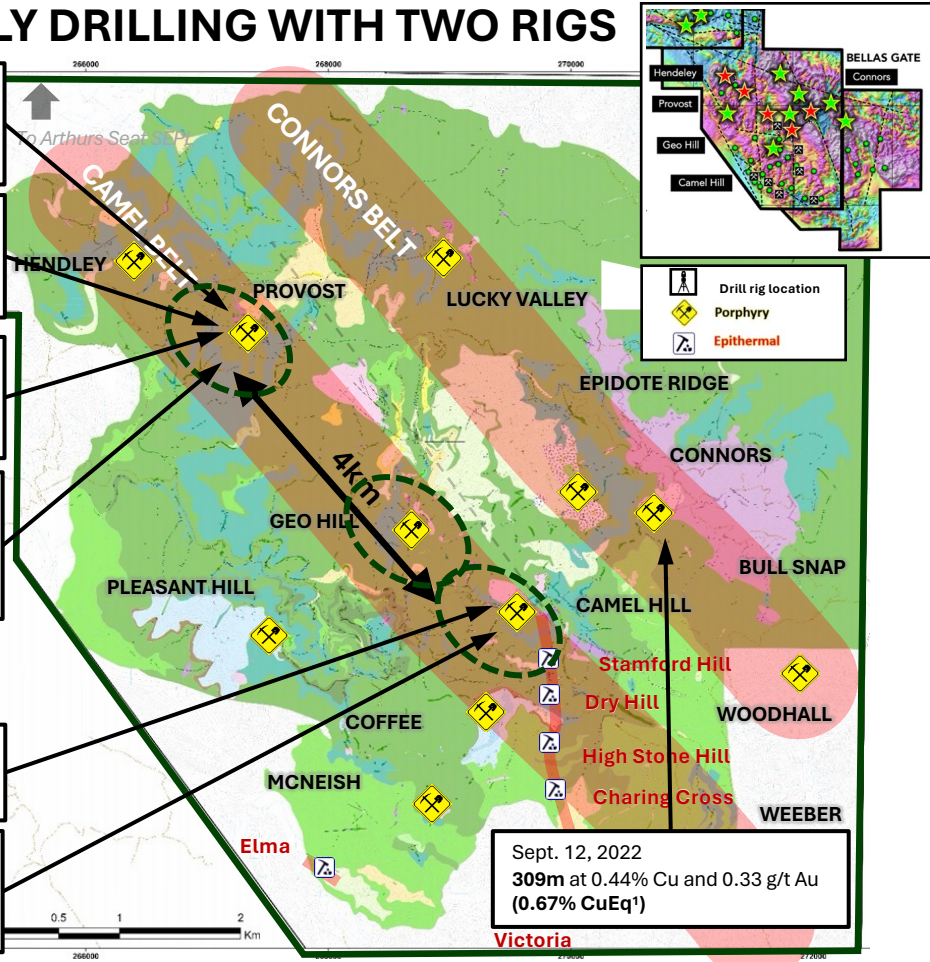 LY DRILLING WITH TWO RIGS
266000
268000
270000
To Arthurs Seat SEPL
BELLAS GATE
Hendeley
Connors
Provost
Geo Hill
Camel Hill
CONNORS BELT
CAMEL BELT
HENDLEY
PROVOST
LUCKY VALLEY
Drill rig location
Porphyry
Epithermal
EPIDOTE RIDGE
CONNORS
4km
GEO HILL
BULL SNAP
PLEASANT HILL
CAMEL HILL
Stamford Hill
Dry Hill
WOODHALL
COFFEE
High Stone Hill
MCNEISH
Charing Cross
WEEBER
Elma
Sept. 12, 2022
309m at 0.44% Cu and 0.33 g/t Au
(0.67% CuEq¹)
0.5 1 2
Km
Victoria
266000
272000